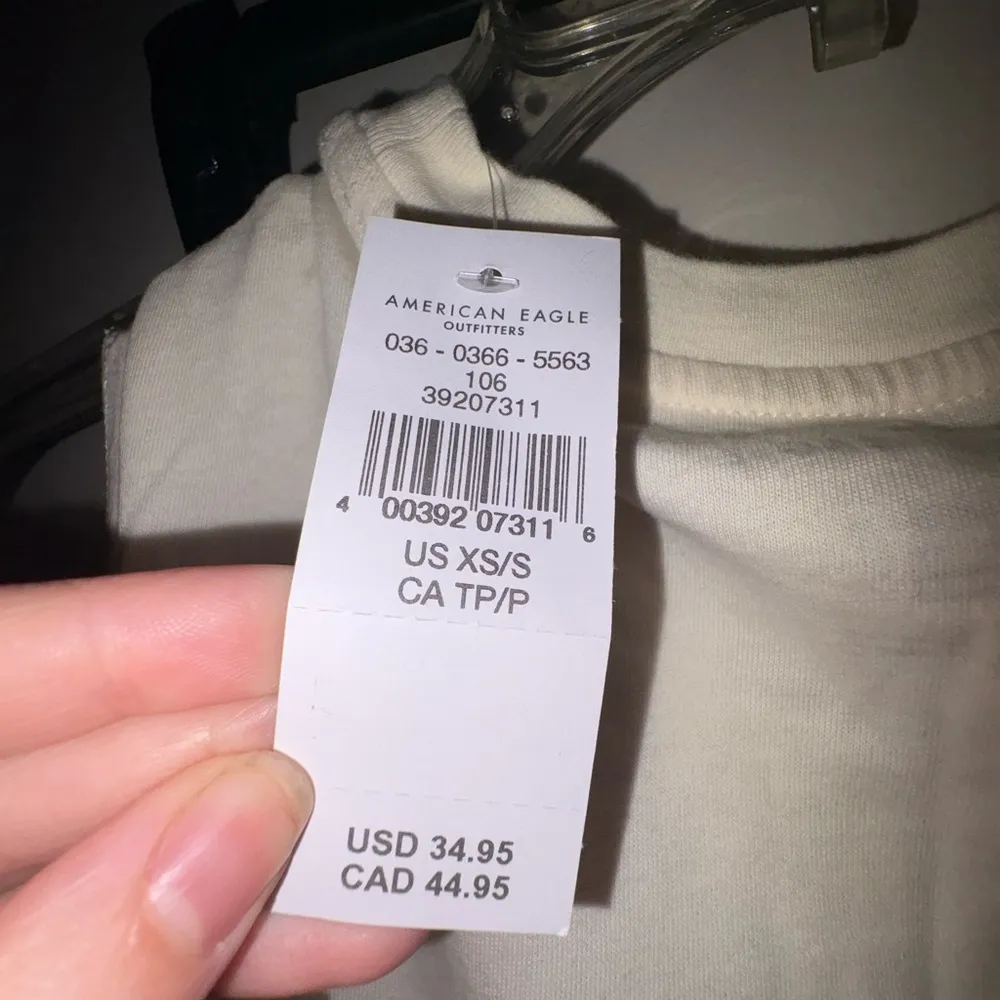 AMERICAN EAGLE
OUTFITTERS
036 - 0366 - 5563
106
39207311
4 00392 07311 6
US XS/S
CA TP/P
USD 34.95
CAD 44.95